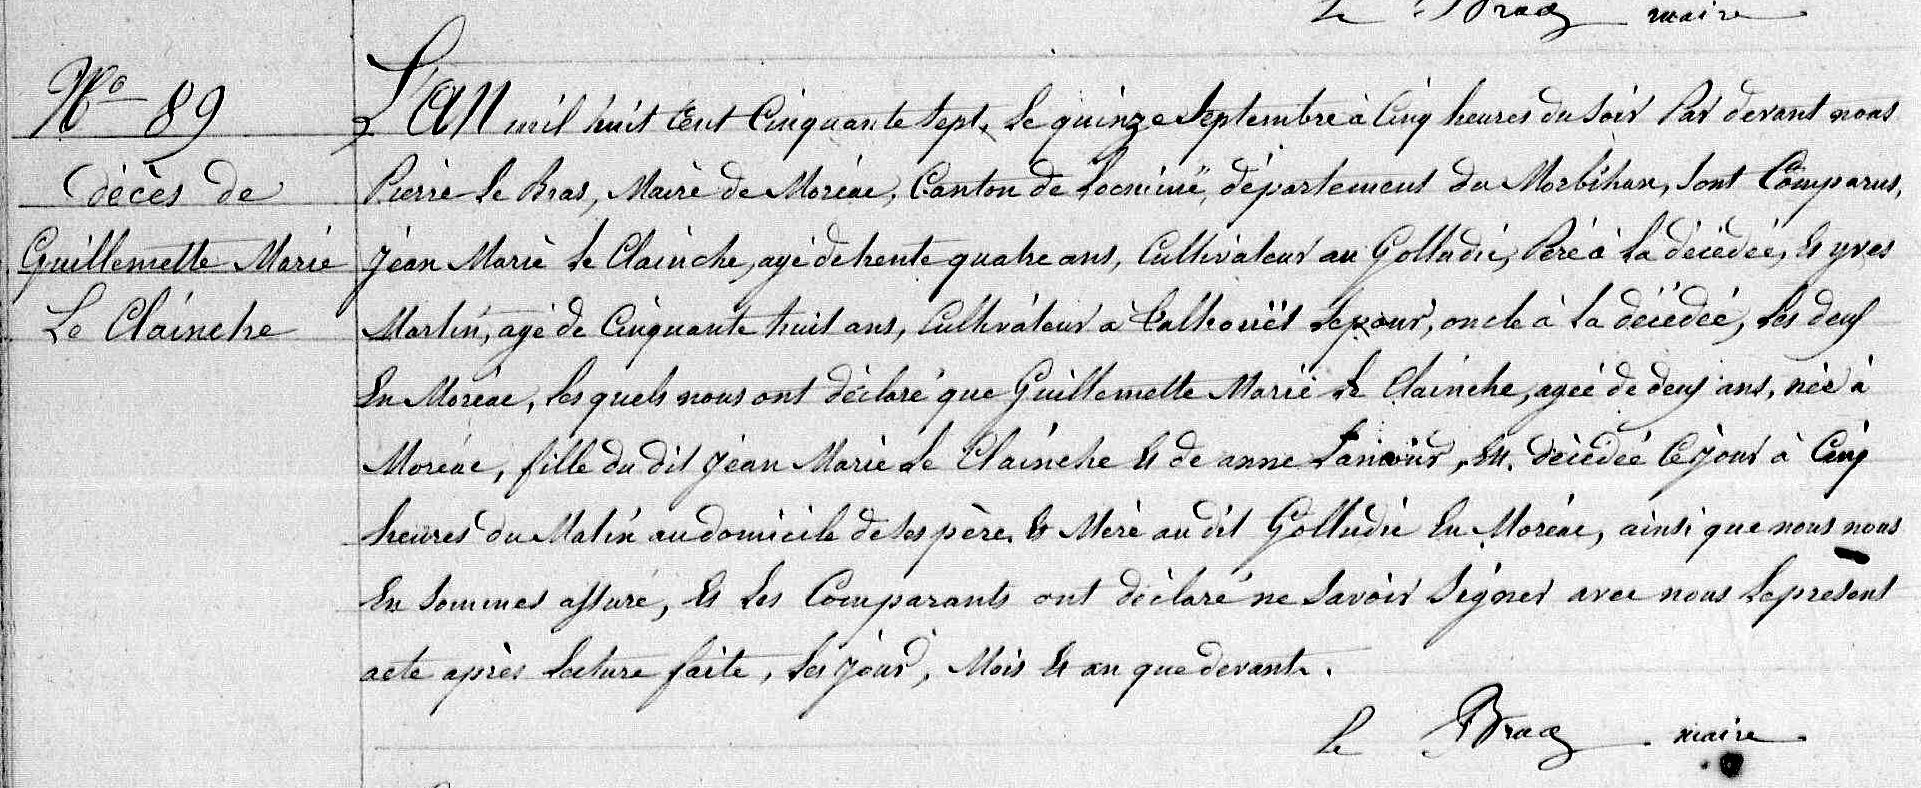 Le Bras maire
No 89
décès de
Guillemette Marie
Le Clainche
L'an mil huit Cent Cinquante Sept, Le quinze Septembre à Cinq heures du Soir Par devant nous
Pierre Le Bras, Maire de Moréac, Canton de Locminé, département du Morbihan, Sont Comparus,
Jean Marie Le Clainche, agé de trente quatre ans, Cultivateur au Golludic, Père à La décédée, Et yves
Martin, agé de Cinquante huit ans, Cultivateur à, oncle à La décédée, Les deux
En Moréac, Les quels nous ont déclaré que Guillemette Marie Le Clainche, agée de deux ans, née à
Moréac, fille du dit Jean Marie Le Clainche Et de anne, Est décédée Ce jour à Cinq
heures du Matin au domicile de Ses père Et Mère au dit Golludic En Moréac, ainsi que nous nous
En Sommes assuré, Et Les Comparants ont déclaré ne Savoir Signer avec nous Le présent
acte après Lecture faite, Les jour, Mois Et an que devant.
Le Bras maire